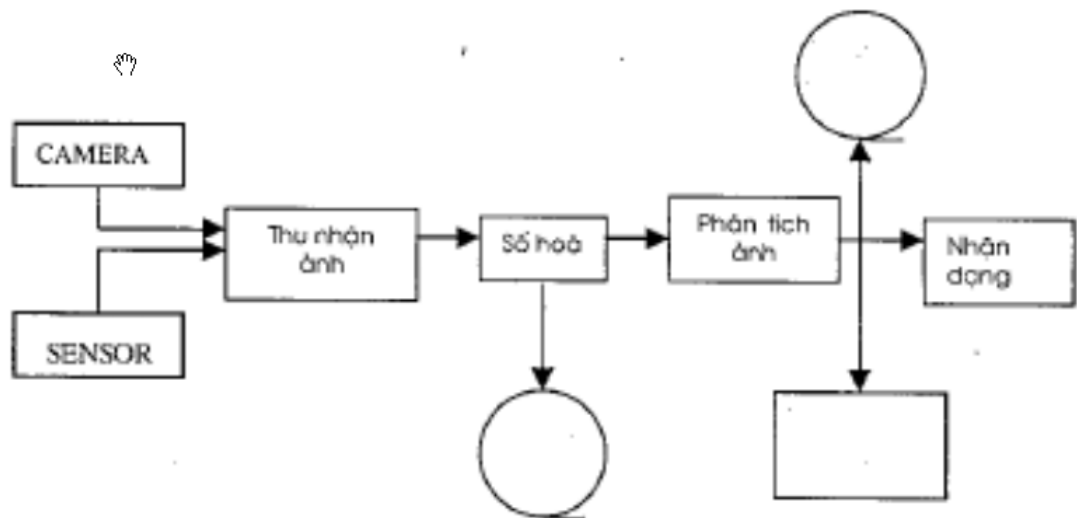 CAMERA
Thu nhận
ảnh
Số hoá
Phân tích
ảnh
Nhận
dạng
SENSOR